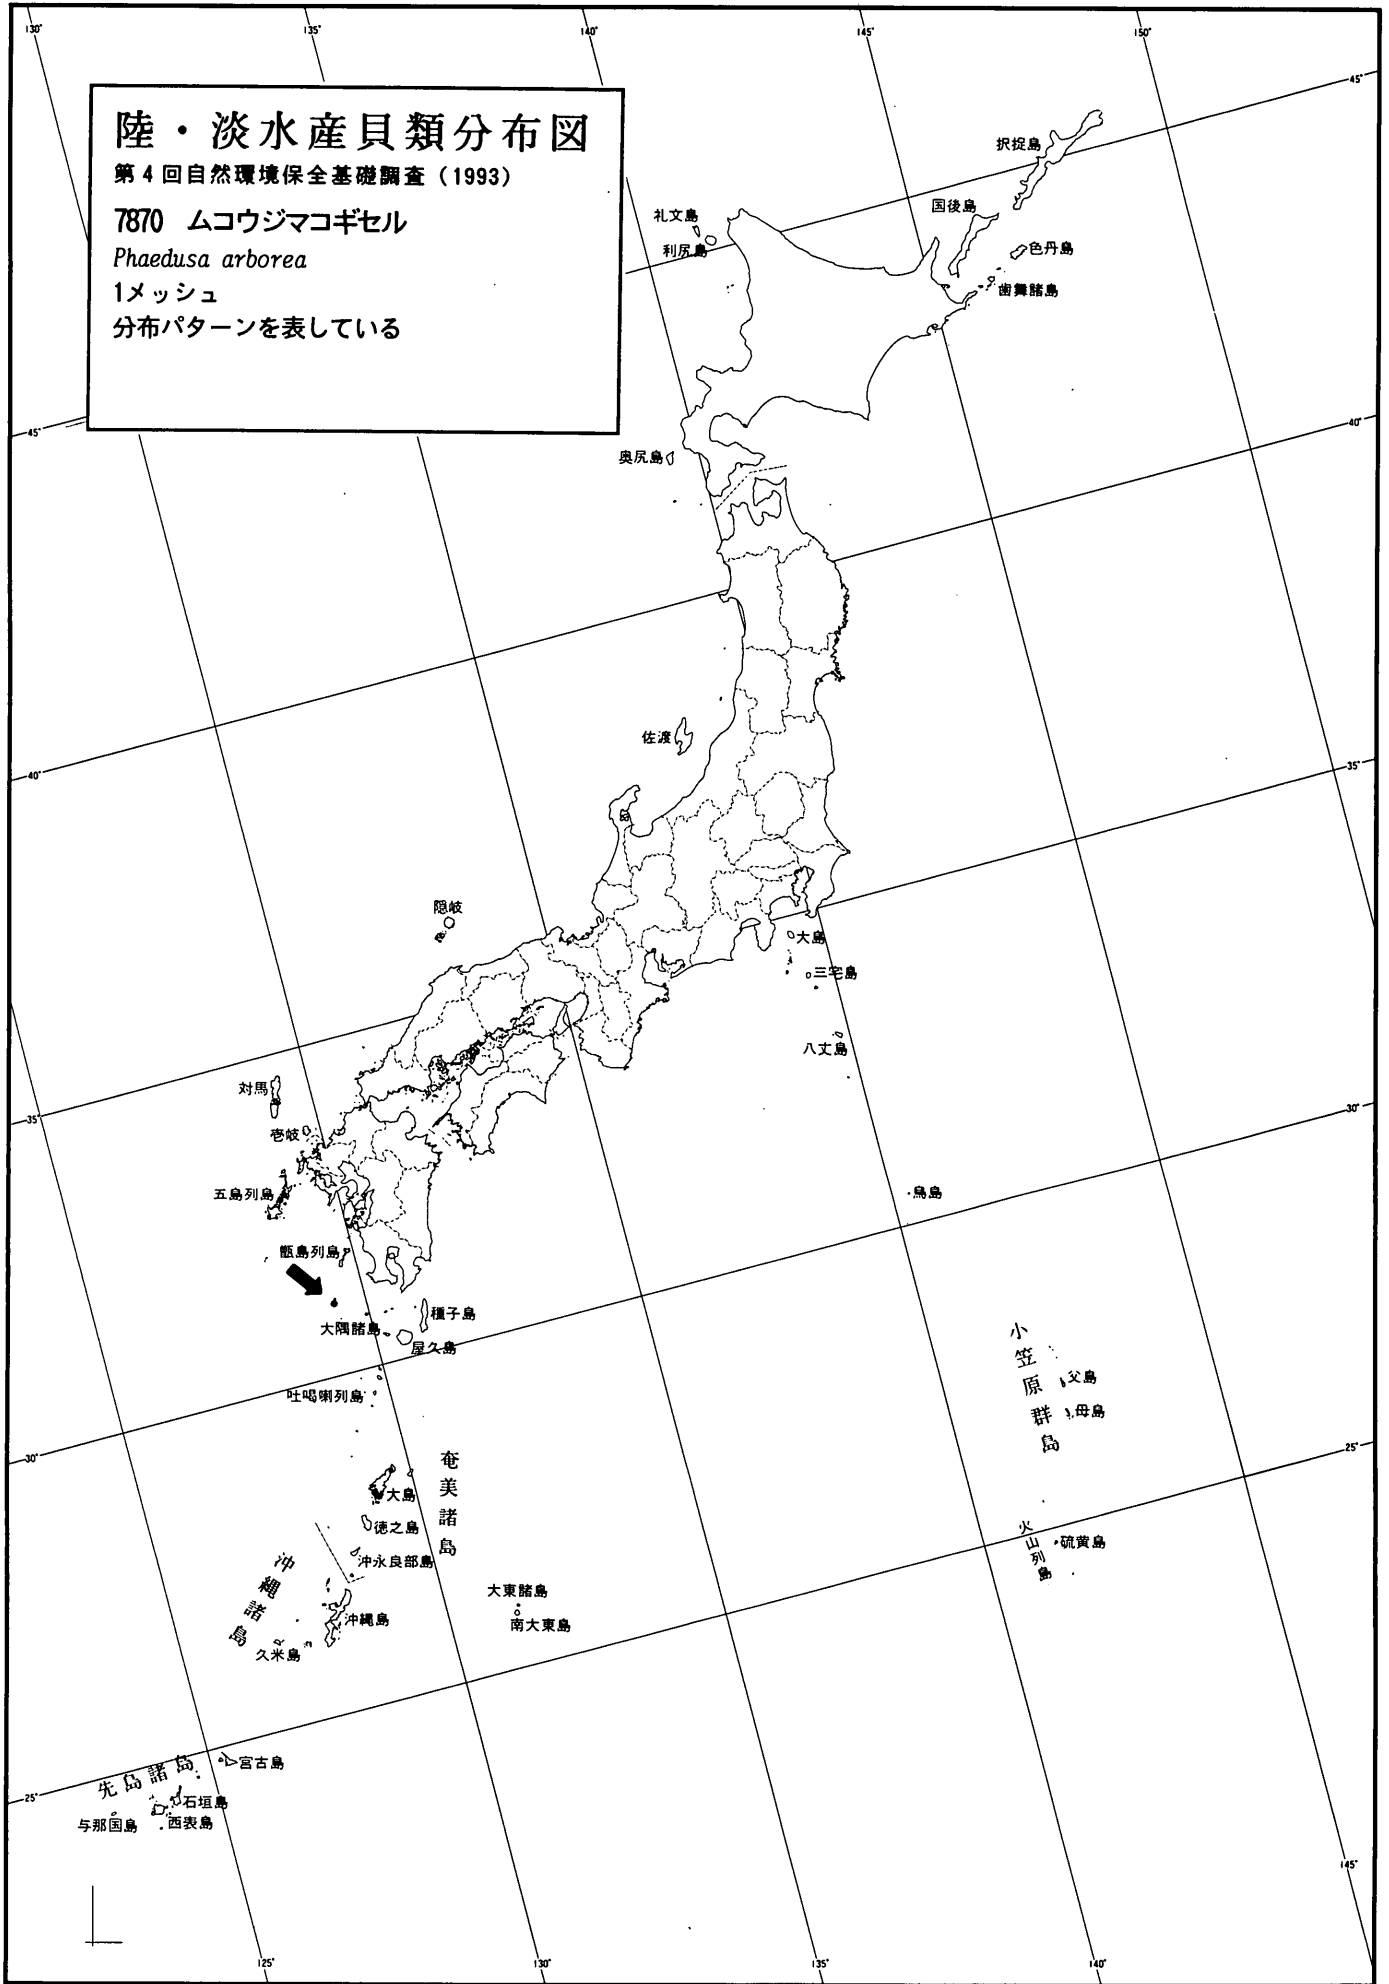 130°
135°
140°
145°
150°
45°
陸・淡水産貝類分布図
第4回自然環境保全基礎調査(1993)
7870 ムコウジマコギセル
Phaedusa arborea
1メッシュ
分布パターンを表している
択捉島
国後島
礼文島
利尻島
色丹島
歯舞諸島
45°
40°
奥尻島
佐渡
40°
35°
隠岐
大島
三宅島
八丈島
対馬
35°
壱岐
30°
五島列島
鳥島
甑島列島
種子島
大隅諸島
屋久島
吐噶喇列島
小笠原群島
父島
母島
30°
25°
奄美諸島
大島
徳之島
沖永良部島
火山列島
硫黄島
沖縄諸島
沖縄島
久米島
大東諸島
南大東島
先島諸島
宮古島
25°
石垣島
与那国島
西表島
145°
125°
130°
135°
140°